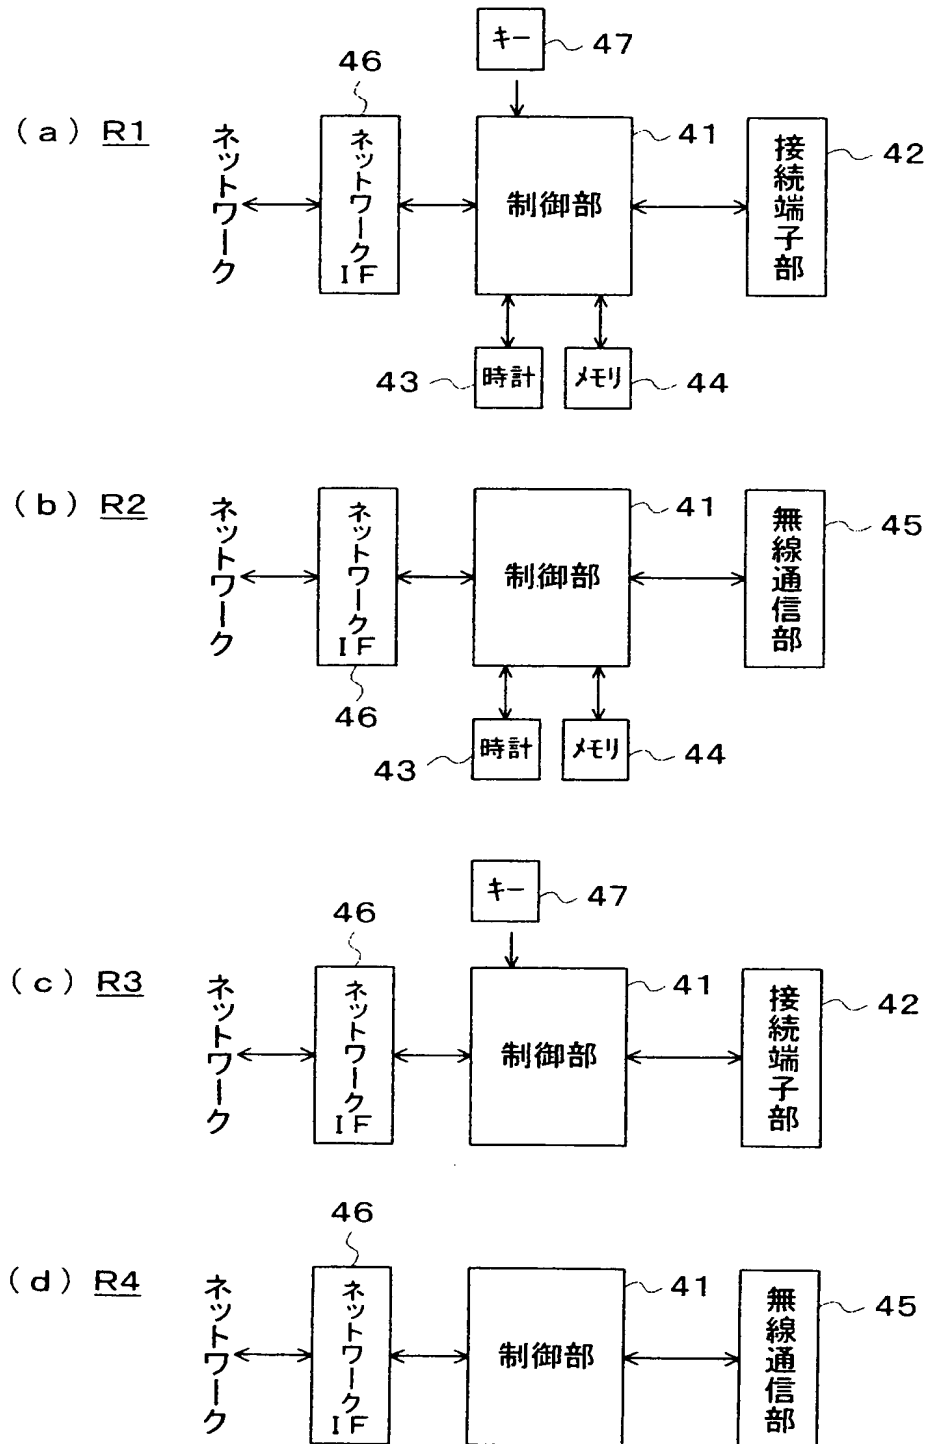 キー 47
46
(a) R1 ネットワーク ネットワークIF 制御部 41 接続端子部 42
43 時計 メモリ 44
(b) R2 ネットワーク ネットワークIF 制御部 41 無線通信部 45
46
43 時計 メモリ 44
キー 47
46
(c) R3 ネットワーク ネットワークIF 制御部 41 接続端子部 42
46
(d) R4 ネットワーク ネットワークIF 制御部 41 無線通信部 45